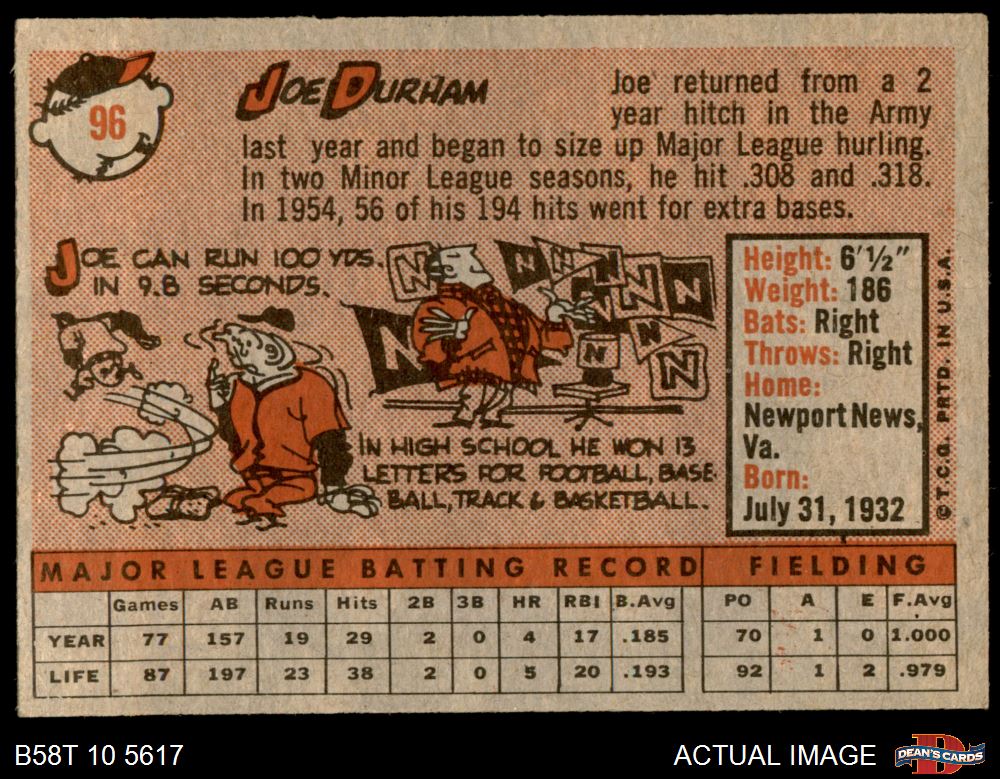 96
Joe Durham
Joe returned from a 2
year hitch in the Army
last year and began to size up Major League hurling.
In two Minor League seasons, he hit .308 and .318.
In 1954, 56 of his 194 hits went for extra bases.
JOE CAN RUN 100 YDS.
IN 9.8 SECONDS.
N N N N N N N N N N N
IN HIGH SCHOOL HE WON 13
LETTERS FOR FOOTBALL, BASE
BALL, TRACK & BASKETBALL.
Height: 6'½"
Weight: 186
Bats: Right
Throws: Right
Home:
Newport News,
Va.
Born:
July 31, 1932
© T. C. G. PRTD. IN U. S. A.
MAJOR LEAGUE BATTING RECORD FIELDING
Games AB Runs Hits 2B 3B HR RBI B.Avg PO A E F.Avg
YEAR 77 157 19 29 2 0 4 17 .185 70 1 0 1.000
LIFE 87 197 23 38 2 0 5 20 .193 92 1 2 .979
B58T 10 5617 ACTUAL IMAGE DEAN'S CARDS